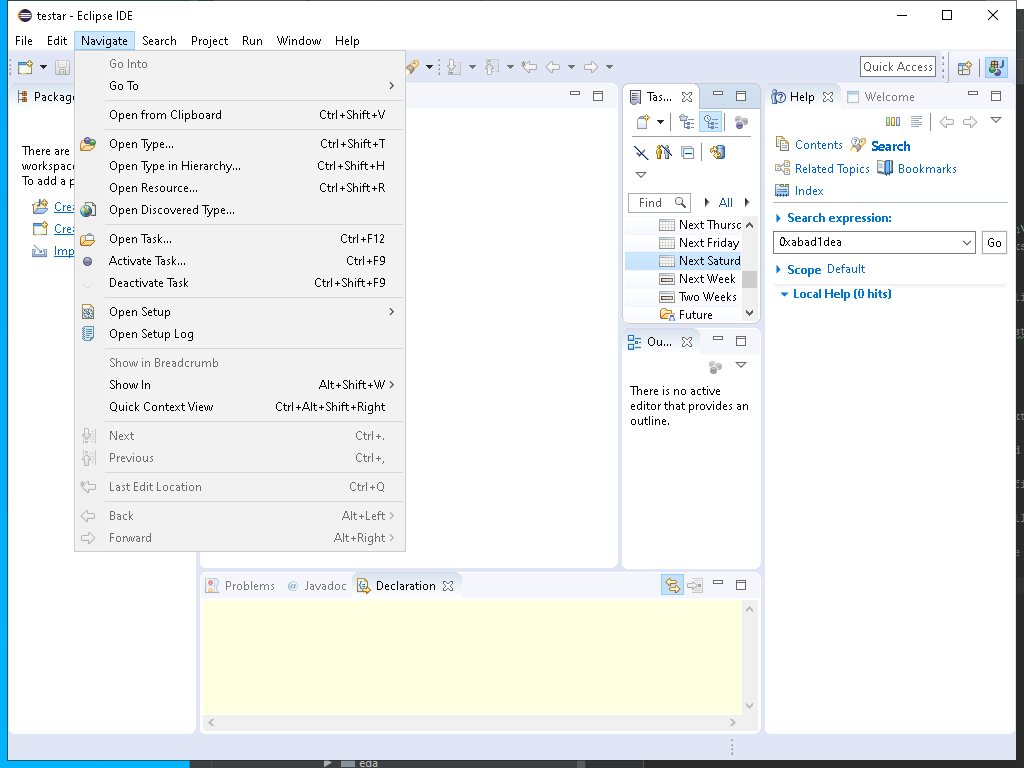 testar - Eclipse IDE
File Edit Navigate Search Project Run Window Help
Quick Access
Go Into
Go To
Open from Clipboard Ctrl+Shift+V
Open Type... Ctrl+Shift+T
Open Type in Hierarchy... Ctrl+Shift+H
Open Resource... Ctrl+Shift+R
Open Discovered Type...
Open Task... Ctrl+F12
Activate Task... Ctrl+F9
Deactivate Task Ctrl+Shift+F9
Open Setup
Open Setup Log
Show in Breadcrumb
Show In Alt+Shift+W
Quick Context View Ctrl+Alt+Shift+Right
Next Ctrl+.
Previous Ctrl+,
Last Edit Location Ctrl+Q
Back Alt+Left
Forward Alt+Right
Package
There are
workspac
To add a p
Crea
Crea
Imp
Tas...
Find All
Next Thursd
Next Friday
Next Saturd
Next Week
Two Weeks
Future
Ou...
There is no active
editor that provides an
outline.
Help Welcome
Contents Search
Related Topics Bookmarks
Index
Search expression:
0xabad1dea Go
Scope Default
Local Help (0 hits)
Problems @ Javadoc Declaration
eda